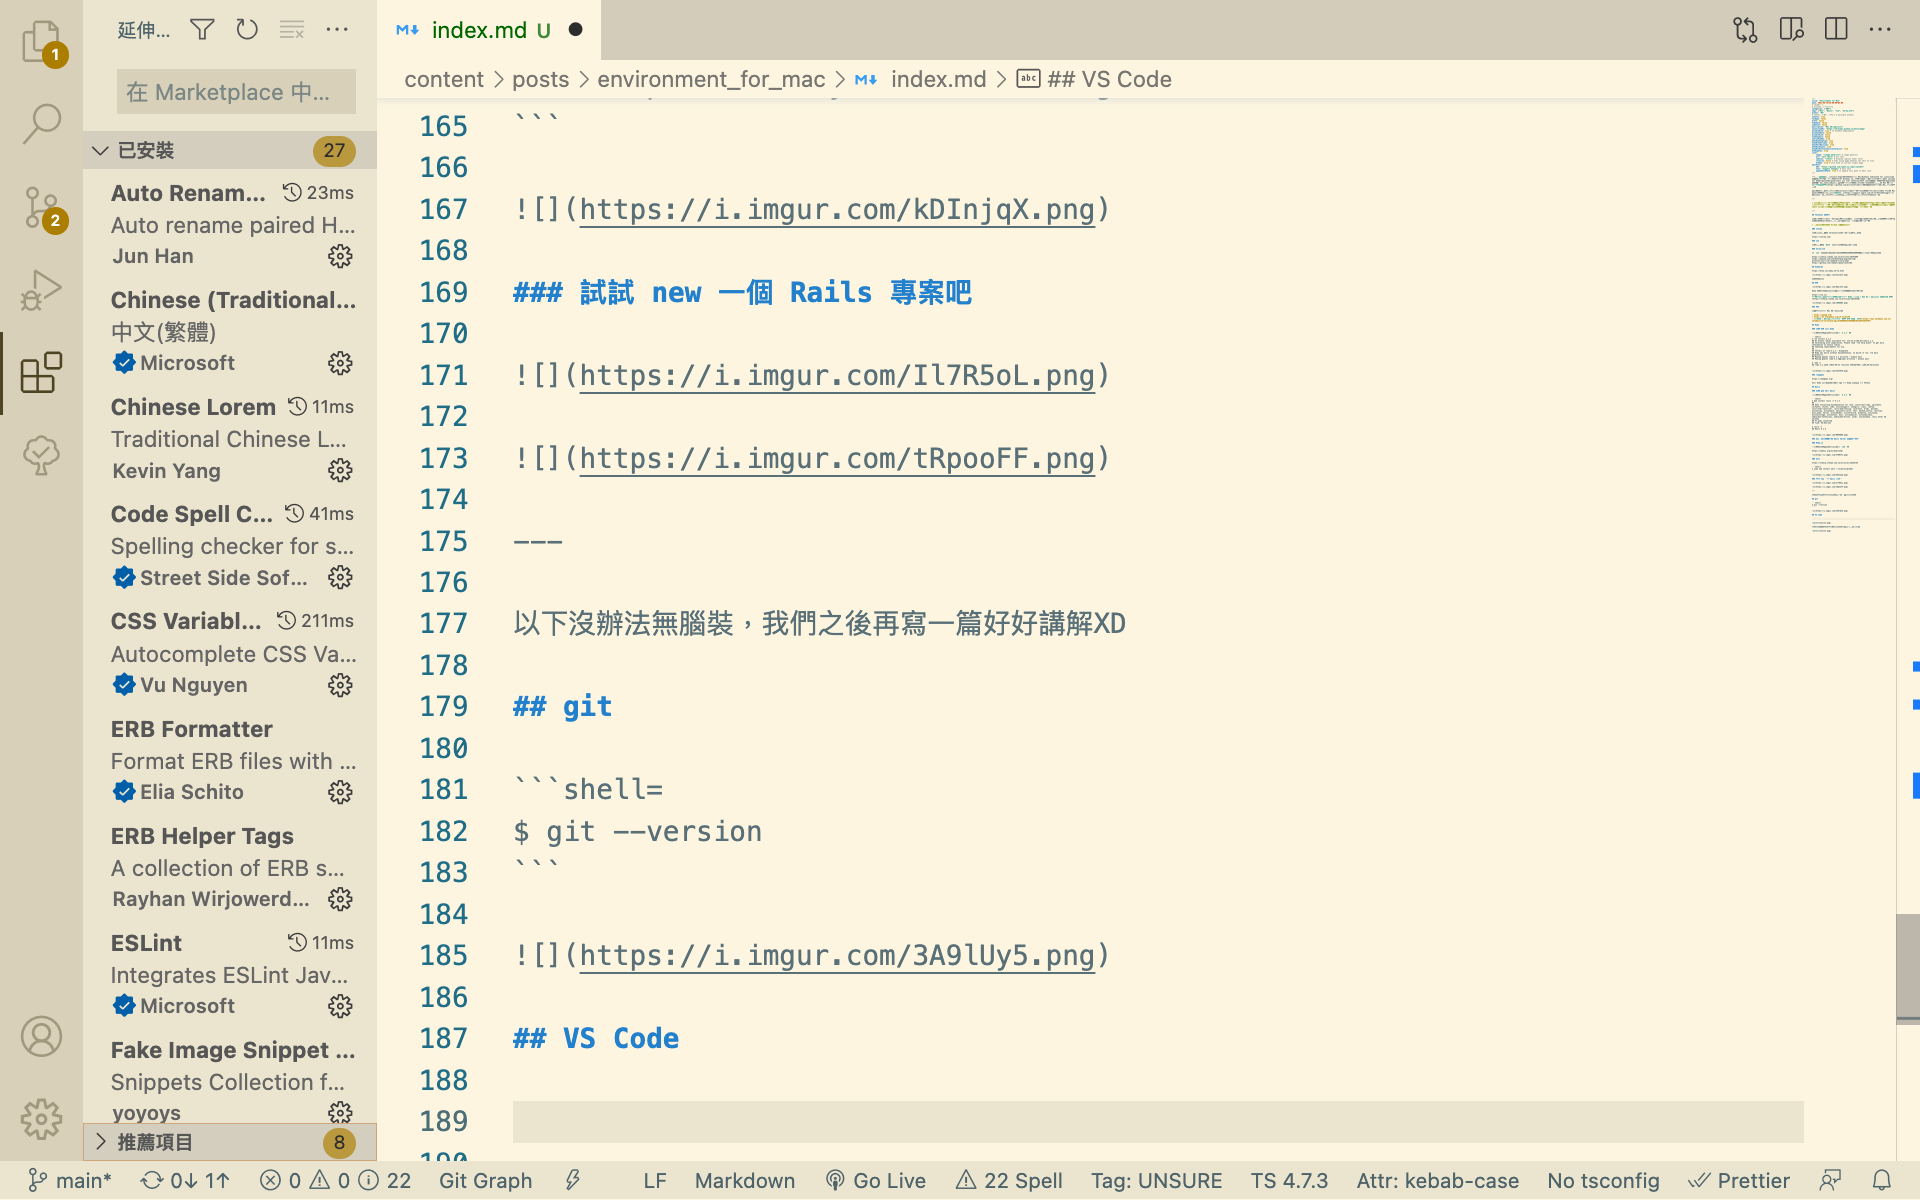 1
2
延伸...
在 Marketplace 中...
已安裝 27
Auto Renam... 23ms
Auto rename paired H...
Jun Han
Chinese (Traditional...
中文(繁體)
Microsoft
Chinese Lorem 11ms
Traditional Chinese L...
Kevin Yang
Code Spell C... 41ms
Spelling checker for s...
Street Side Sof...
CSS Variabl... 211ms
Autocomplete CSS Va...
Vu Nguyen
ERB Formatter
Format ERB files with ...
Elia Schito
ERB Helper Tags
A collection of ERB s...
Rayhan Wirjowerd...
ESLint 11ms
Integrates ESLint Jav...
Microsoft
Fake Image Snippet ...
Snippets Collection f...
yoyoys
推薦項目 8
index.md U
content > posts > environment_for_mac > index.md > abc ## VS Code
165 ```
166
167 ![](https://i.imgur.com/kDInjqX.png)
168
169 ### 試試 new 一個 Rails 專案吧
170
171 ![](https://i.imgur.com/Il7R5oL.png)
172
173 ![](https://i.imgur.com/tRpooFF.png)
174
175 ---
176
177 以下沒辦法無腦裝，我們之後再寫一篇好好講解XD
178
179 ## git
180
181 ```shell=
182 $ git --version
183 ```
184
185 ![](https://i.imgur.com/3A9lUy5.png)
186
187 ## VS Code
188
189
190
main* 0↓ 1↑ 0 0 22 Git Graph LF Markdown Go Live 22 Spell Tag: UNSURE TS 4.7.3 Attr: kebab-case No tsconfig Prettier